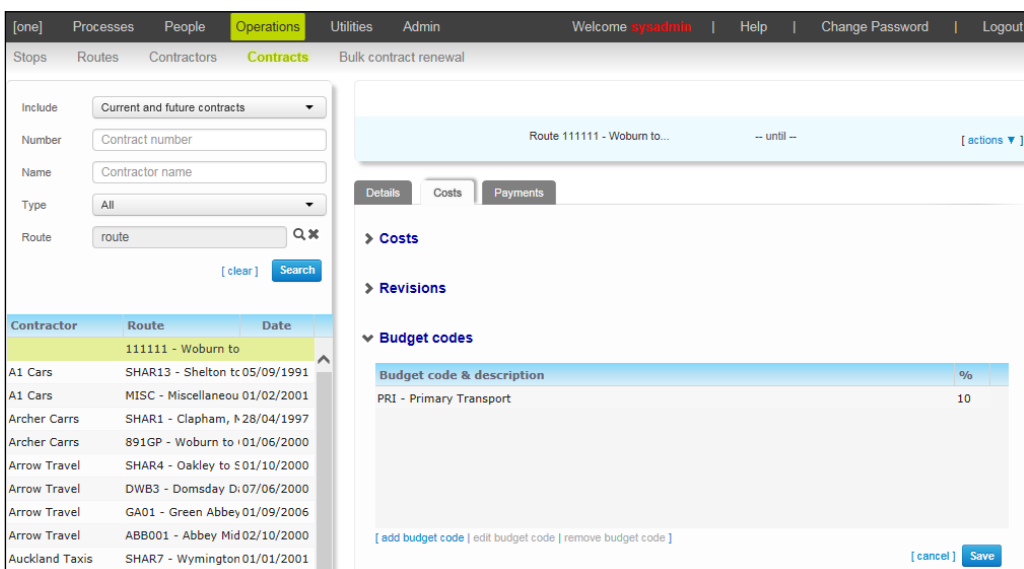 [one] Processes People Operations Utilities Admin Welcome sysadmin | Help | Change Password | Logout
Stops Routes Contractors Contracts Bulk contract renewal
Include Current and future contracts
Number Contract number
Name Contractor name
Type All
Route route
[ clear ] Search
Contractor Route Date
111111 - Woburn to
A1 Cars SHAR13 - Shelton to 05/09/1991
A1 Cars MISC - Miscellaneou 01/02/2001
Archer Carrs SHAR1 - Clapham, 28/04/1997
Archer Carrs 891GP - Woburn to 01/06/2000
Arrow Travel SHAR4 - Oakley to 01/10/2000
Arrow Travel DWB3 - Domsday 07/06/2000
Arrow Travel GA01 - Green Abbey 01/09/2006
Arrow Travel ABB001 - Abbey Mid 02/10/2000
Auckland Taxis SHAR7 - Wymington 01/01/2001
Route 111111 - Woburn to... -- until -- [ actions ▼ ]
Details Costs Payments
Costs
Revisions
Budget codes
Budget code & description %
PRI - Primary Transport 10
[ add budget code | edit budget code | remove budget code ]
[ cancel ] Save